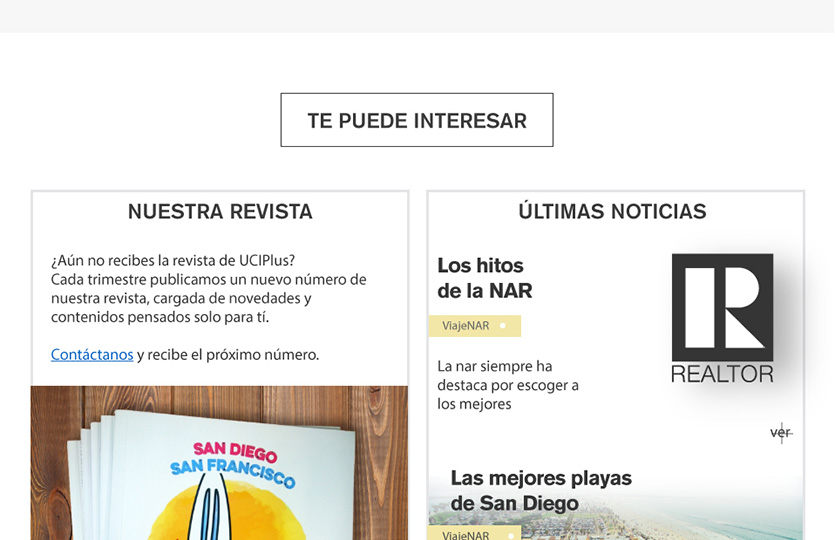 TE PUEDE INTERESAR
NUESTRA REVISTA
¿Aún no recibes la revista de UCIPlus?
Cada trimestre publicamos un nuevo número de
nuestra revista, cargada de novedades y
contenidos pensados solo para tí.
Contáctanos y recibe el próximo número.
SAN DIEGO
SAN FRANCISCO
ÚLTIMAS NOTICIAS
Los hitos
de la NAR
ViajeNAR
La nar siempre ha
destaca por escoger a
los mejores
R
REALTOR
ver
Las mejores playas
de San Diego
ViajeNAR